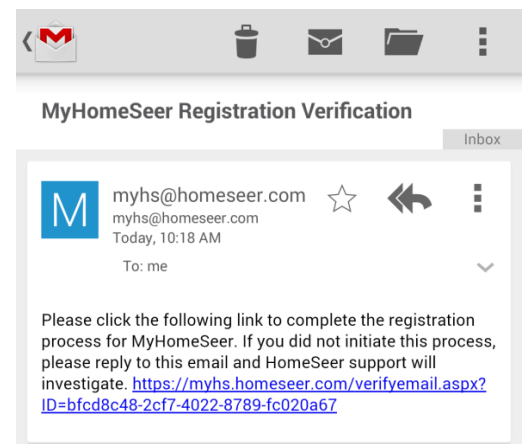 MyHomeSeer Registration Verification
Inbox
M
myhs@homeseer.com
myhs@homeseer.com
Today, 10:18 AM
To: me
Please click the following link to complete the registration
process for MyHomeSeer. If you did not initiate this process,
please reply to this email and HomeSeer support will
investigate. https://myhs.homeseer.com/verifyemail.aspx?
ID=bfcd8c48-2cf7-4022-8789-fc020a67